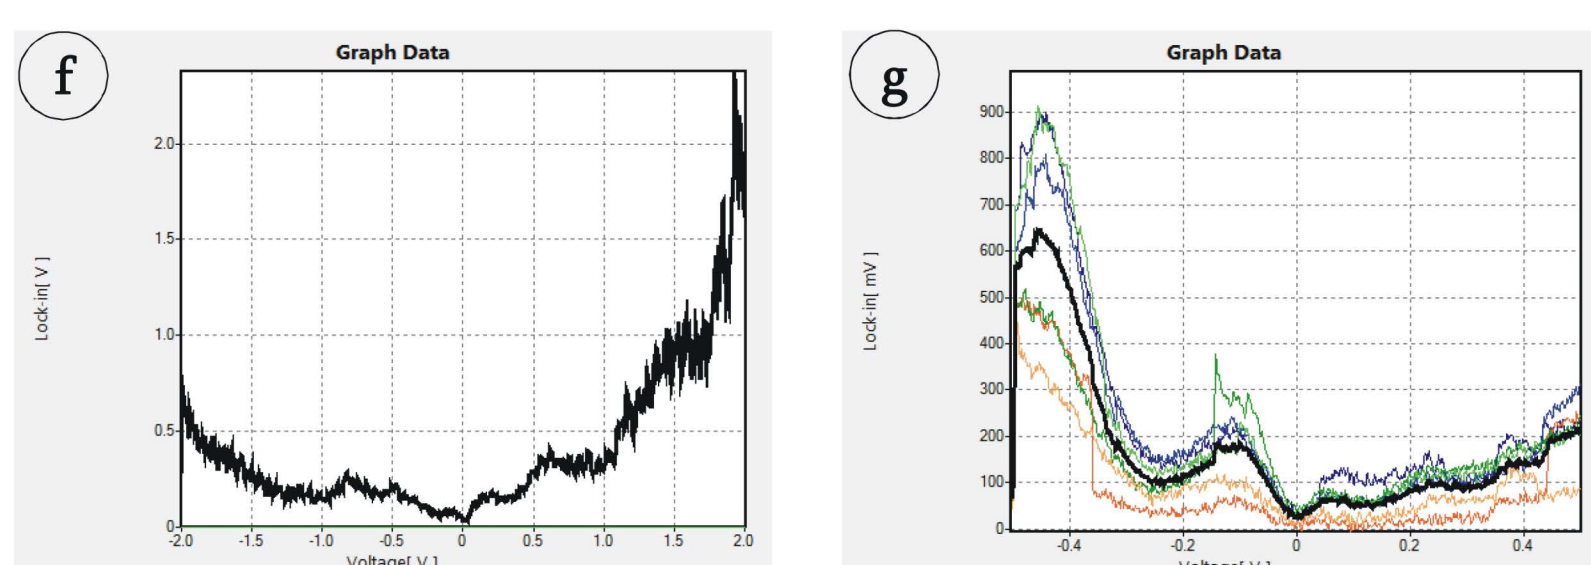 f
Graph Data
Lock-in[ V ]
2.0
1.5
1.0
0.5
0
-2.0 -1.5 -1.0 -0.5 0 0.5 1.0 1.5 2.0
Voltage[ V ]
g
Graph Data
Lock-in[ mV ]
900
800
700
600
500
400
300
200
100
0
-0.4 -0.2 0 0.2 0.4
Voltage[ V ]